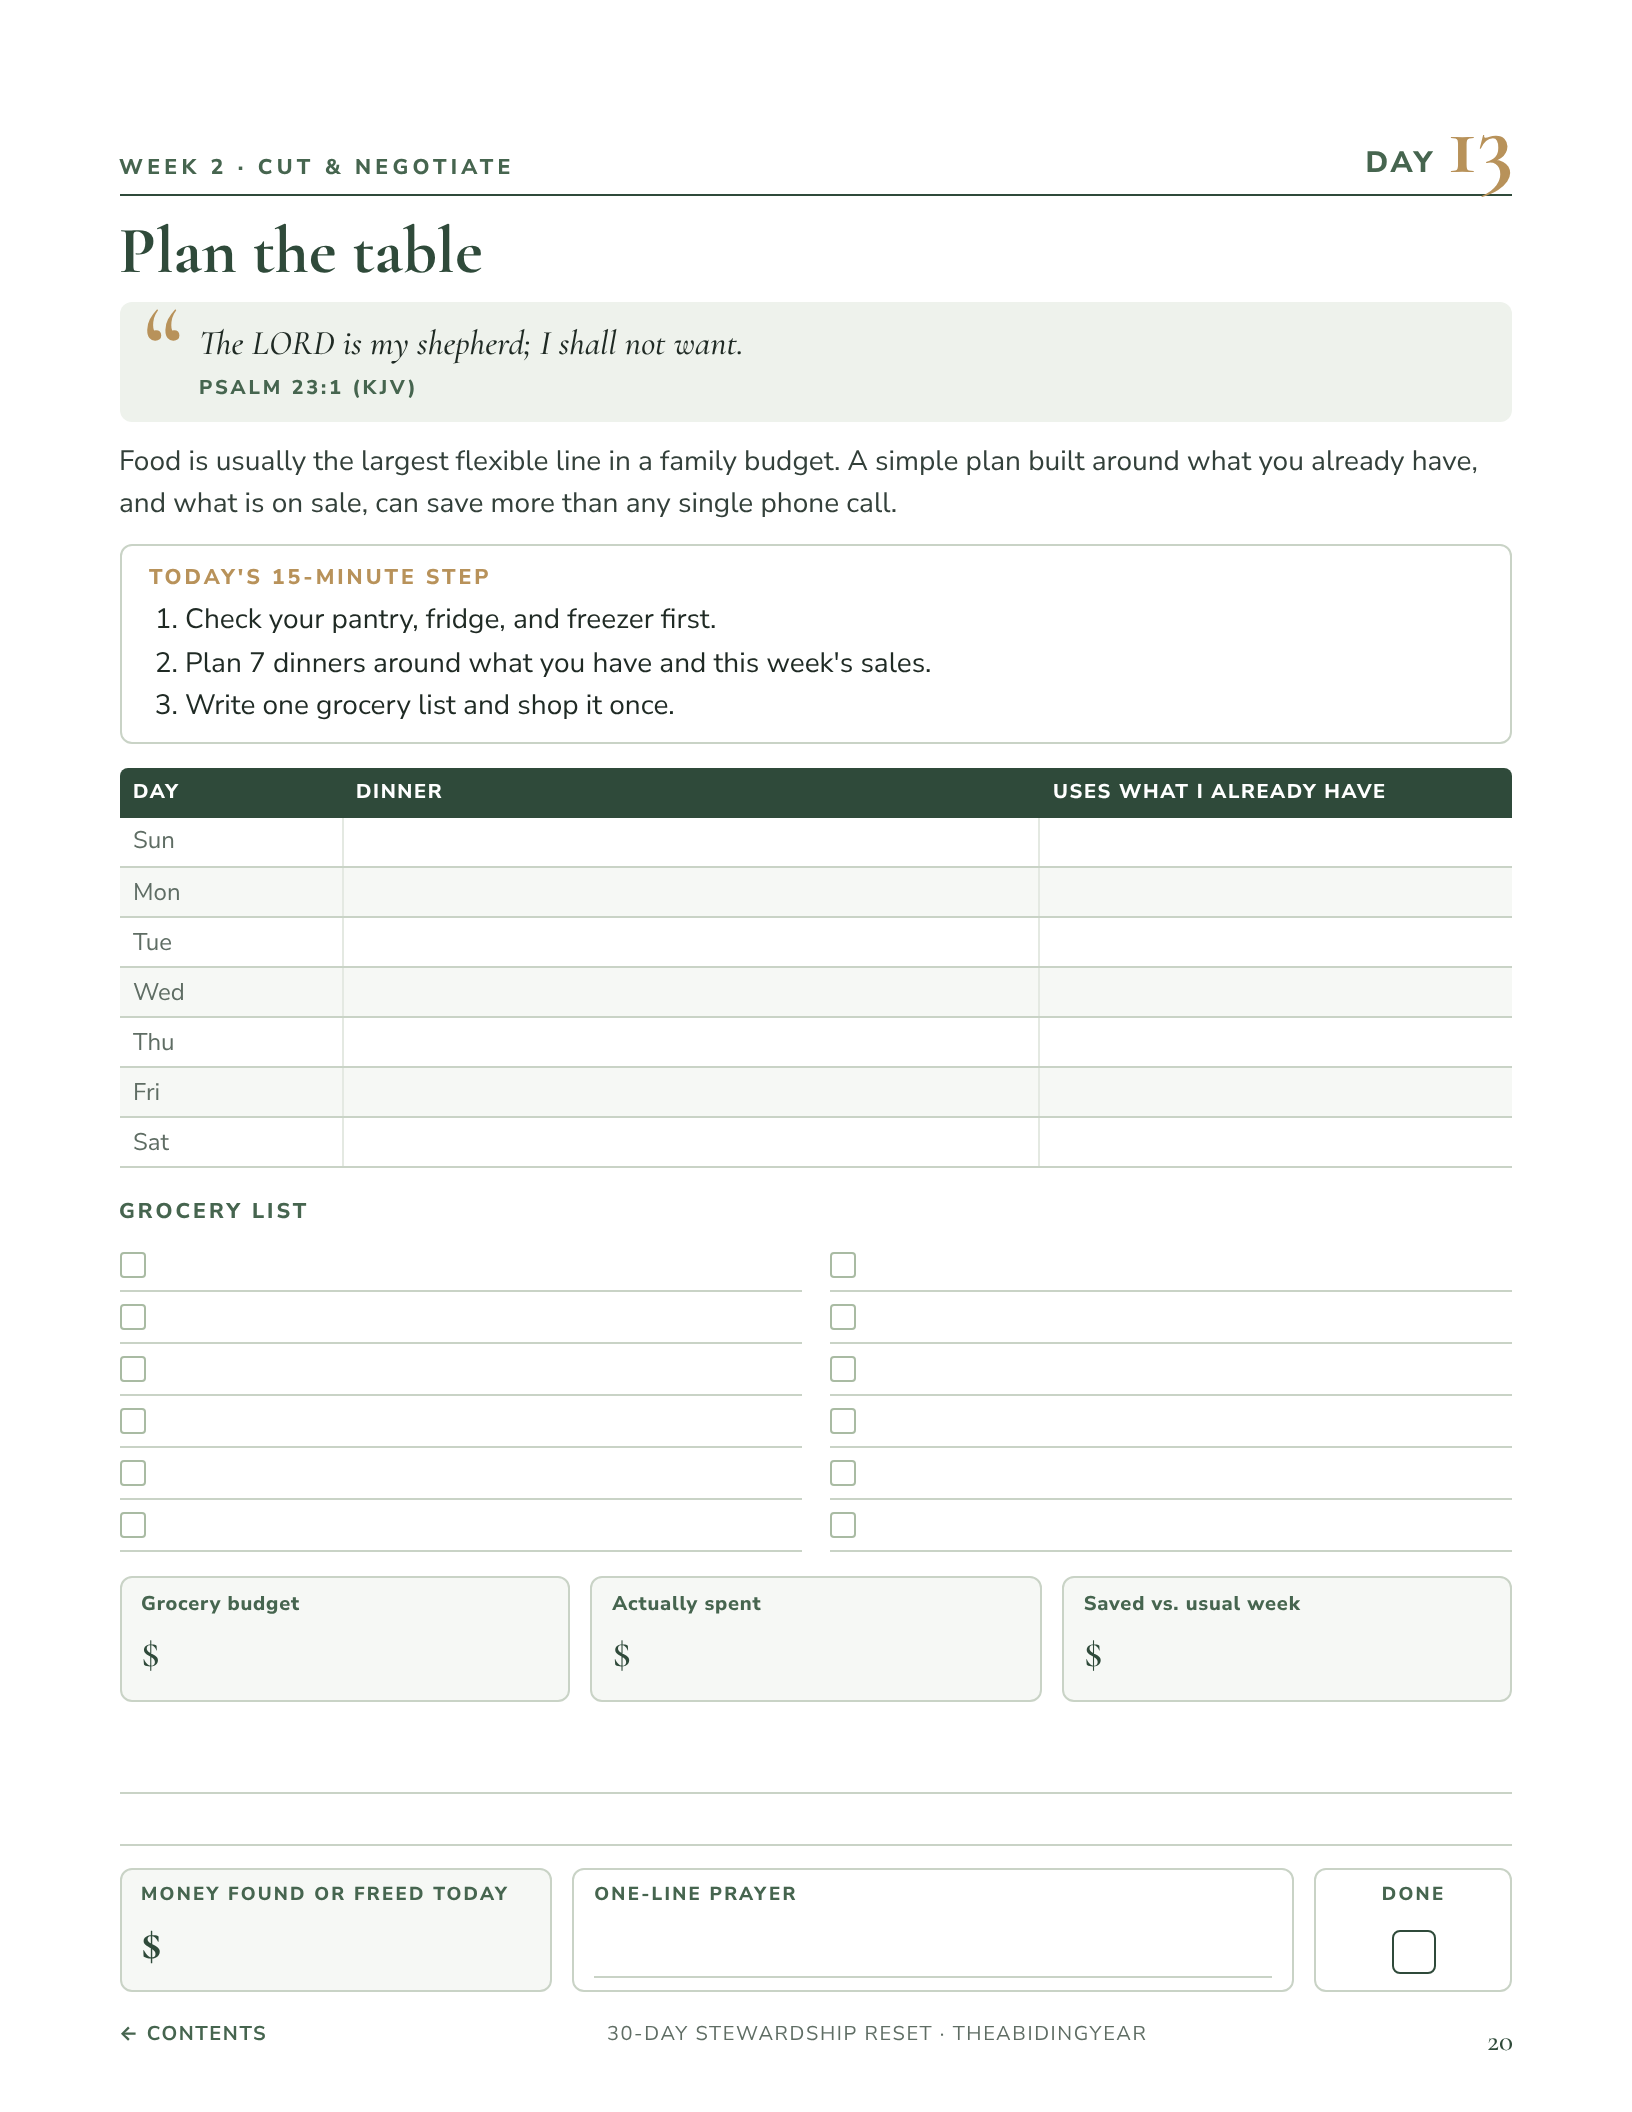 WEEK 2 · CUT & NEGOTIATE
DAY 13
Plan the table
“
The LORD is my shepherd; I shall not want.
PSALM 23:1 (KJV)
Food is usually the largest flexible line in a family budget. A simple plan built around what you already have,
and what is on sale, can save more than any single phone call.
TODAY'S 15-MINUTE STEP
1. Check your pantry, fridge, and freezer first.
2. Plan 7 dinners around what you have and this week's sales.
3. Write one grocery list and shop it once.
DAY DINNER USES WHAT I ALREADY HAVE
Sun
Mon
Tue
Wed
Thu
Fri
Sat
GROCERY LIST
Grocery budget
$
Actually spent
$
Saved vs. usual week
$
MONEY FOUND OR FREED TODAY
$
ONE-LINE PRAYER
DONE
← CONTENTS
30-DAY STEWARDSHIP RESET · THEABIDINGYEAR
20